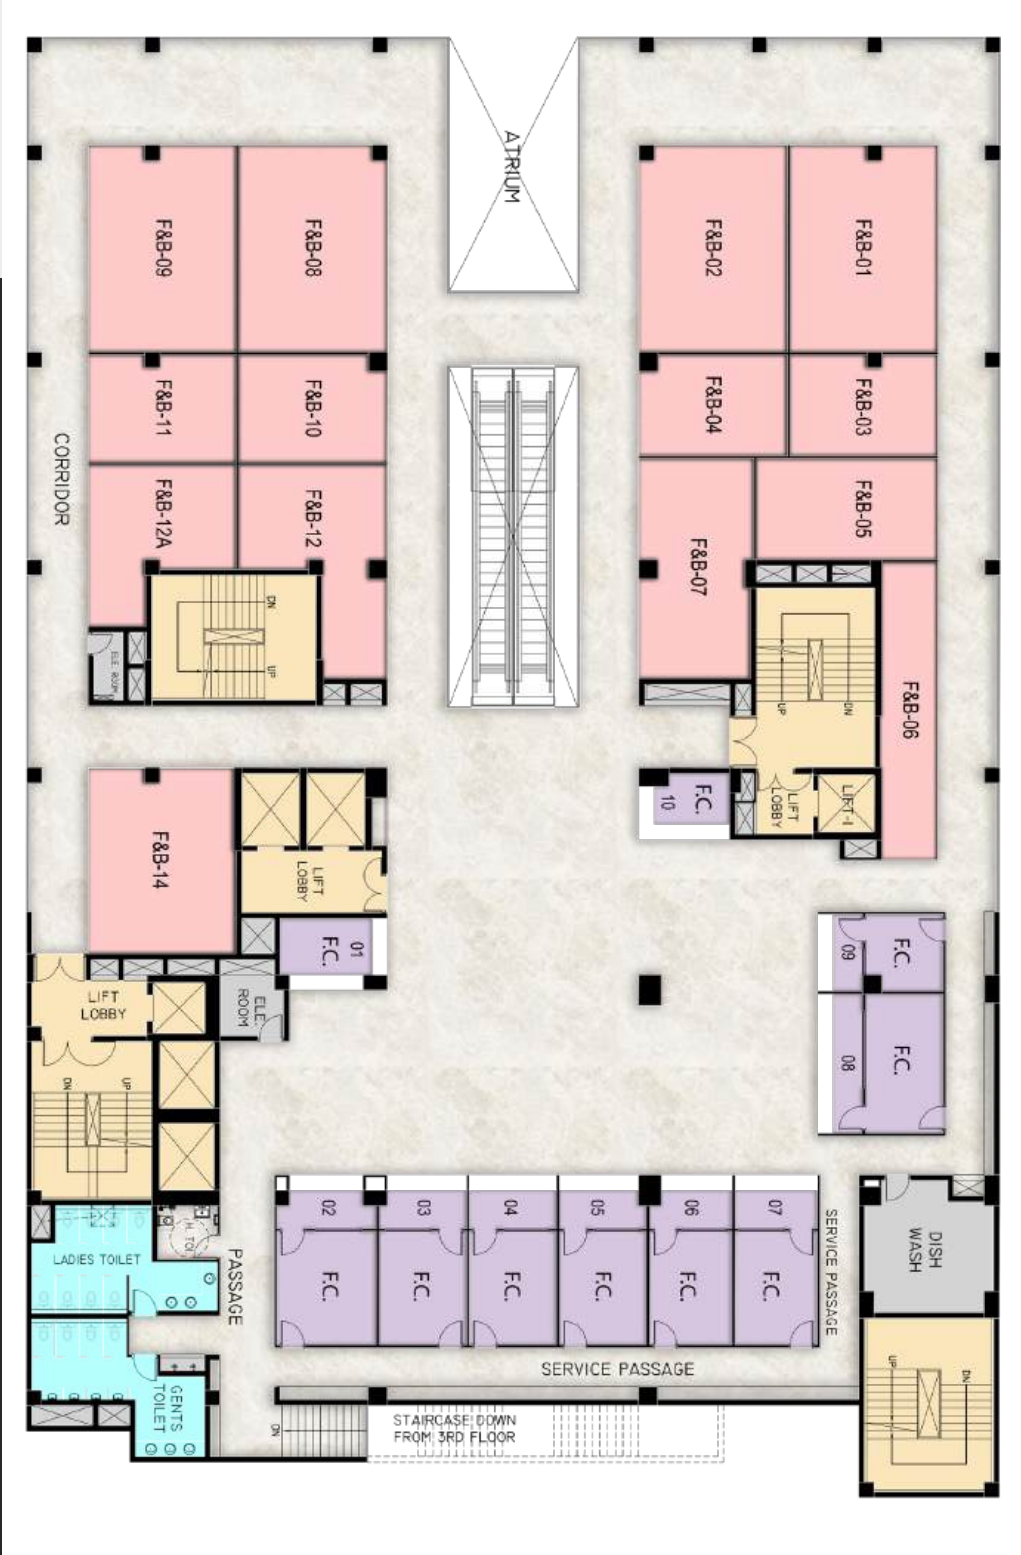 ATRIUM
F&B-09
F&B-08
F&B-02
F&B-01
F&B-11
F&B-10
F&B-04
F&B-03
CORRIDOR
F&B-12A
F&B-12
F&B-05
F&B-07
DN
UP
ELE. ROOM
UP
DN
F&B-06
F&B-14
LIFT
LOBBY
F.C.
10
LIFT
LOBBY
LIFT-1
F.C.
01
F.C.
09
LIFT
LOBBY
ELE.
ROOM
F.C.
08
DN
UP
02
03
04
05
06
07
F.C.
F.C.
F.C.
F.C.
F.C.
F.C.
SERVICE PASSAGE
DISH
WASH
H. TOI
LADIES TOILET
PASSAGE
SERVICE PASSAGE
GENTS
TOILET
DN
STAIRCASE DOWN
FROM 3RD FLOOR
UP
DN